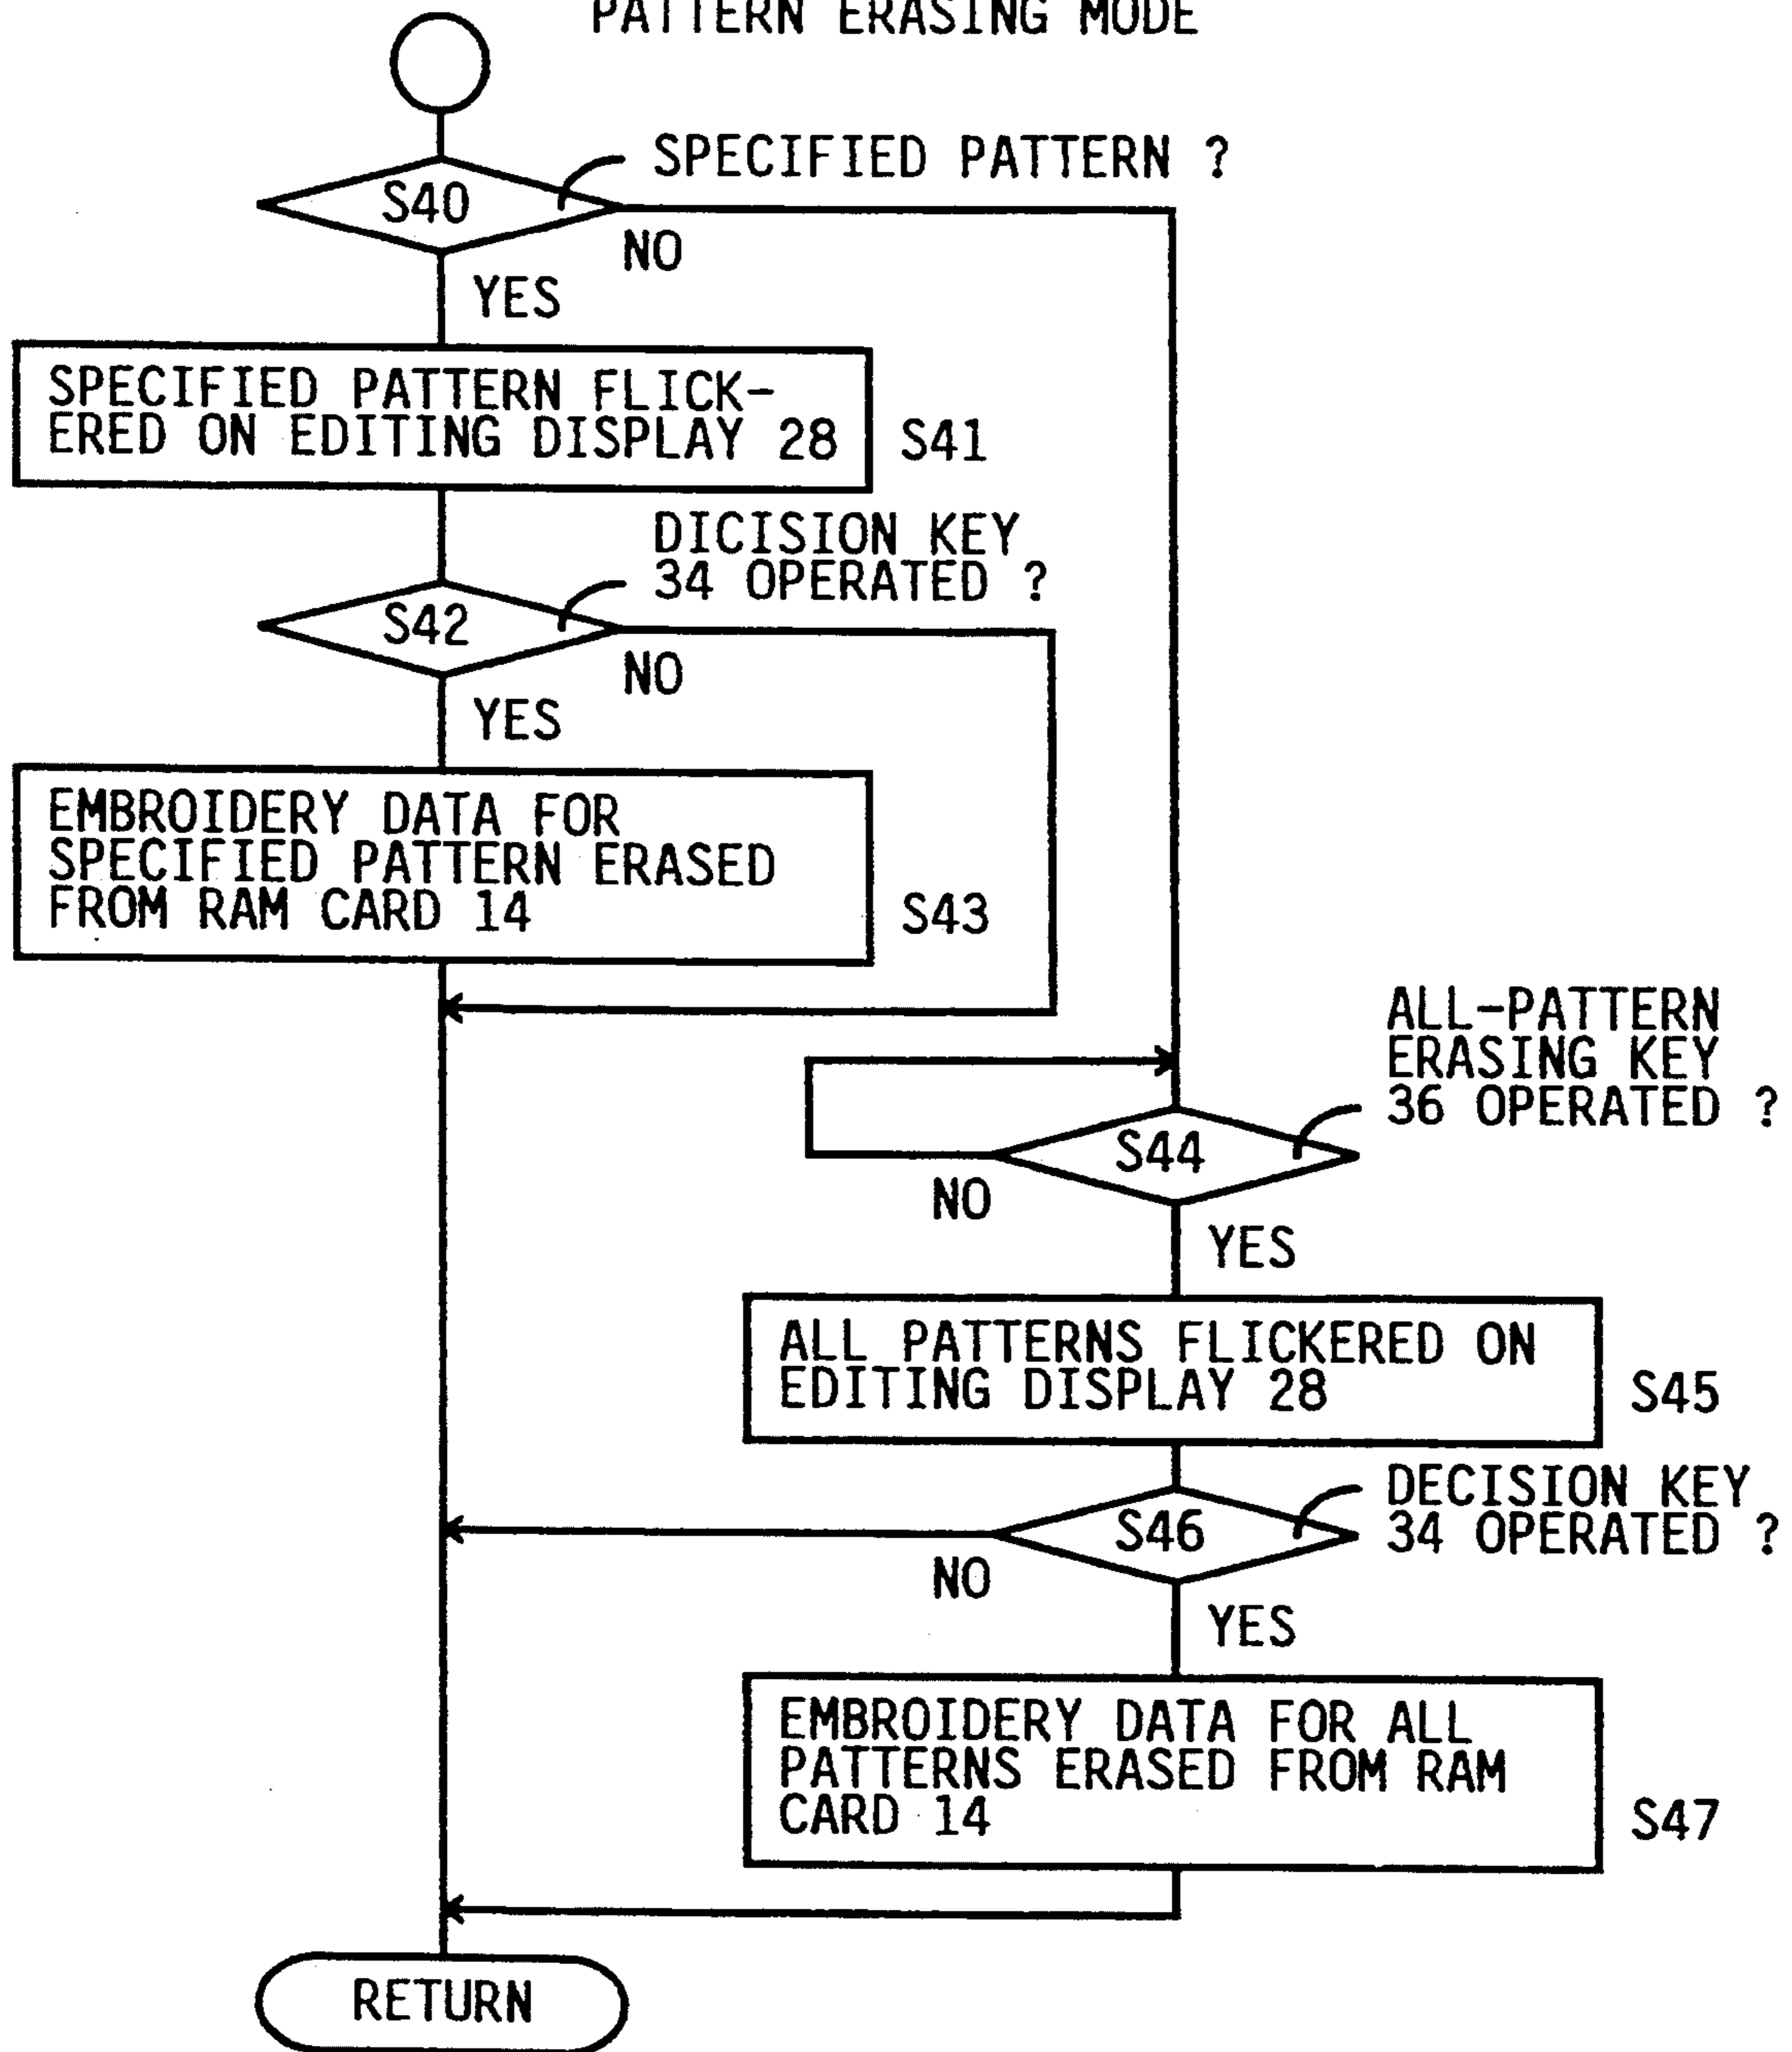 PATTERN ERASING MODE
SPECIFIED PATTERN ?
S40
NO
YES
SPECIFIED PATTERN FLICK-
ERED ON EDITING DISPLAY 28
S41
DICISION KEY
34 OPERATED ?
S42
NO
YES
EMBROIDERY DATA FOR
SPECIFIED PATTERN ERASED
FROM RAM CARD 14
S43
ALL-PATTERN
ERASING KEY
36 OPERATED ?
S44
NO
YES
ALL PATTERNS FLICKERED ON
EDITING DISPLAY 28
S45
DECISION KEY
34 OPERATED ?
S46
NO
YES
EMBROIDERY DATA FOR ALL
PATTERNS ERASED FROM RAM
CARD 14
S47
RETURN